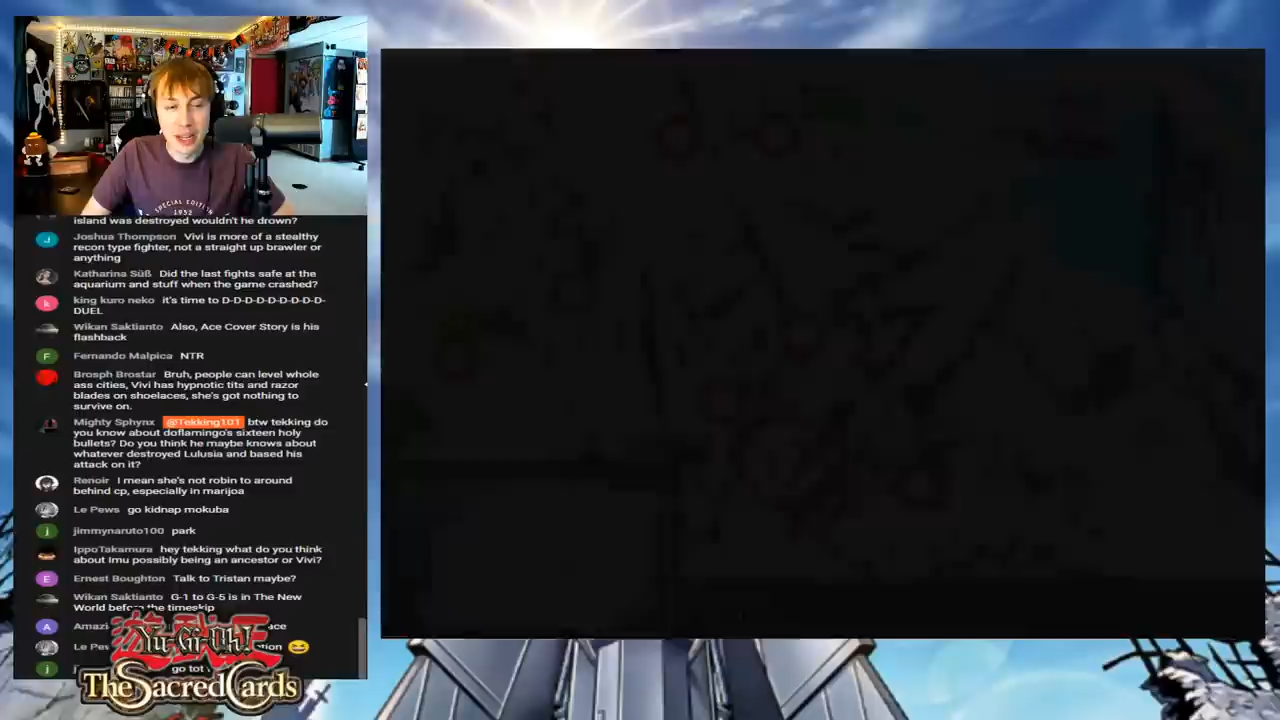 SPECIAL EDITION
1932
island was destroyed wouldn't he drown?
Joshua Thompson Vivi is more of a stealthy
recon type fighter, not a straight up brawler or
anything
Katharina Süß Did the last fights safe at the
aquarium and stuff when the game crashed?
king kuro neko it's time to D-D-D-D-D-D-D-D-D-
DUEL
Wikan Saktianto Also, Ace Cover Story is his
flashback
Fernando Malpica NTR
Brosph Brostar Bruh, people can level whole
ass cities, Vivi has hypnotic tits and razor
blades on shoelaces, she's got nothing to
survive on.
Mighty Sphynx @Tekking101 btw tekking do
you know about doflamingo's sixteen holy
bullets? Do you think he maybe knows about
whatever destroyed Lulusia and based his
attack on it?
Renoir I mean she's not robin to around
behind cp, especially in marijoa
Le Pews go kidnap mokuba
jimmynaruto100 park
IppoTakamura hey tekking what do you think
about Imu possibly being an ancestor or Vivi?
Ernest Boughton Talk to Tristan maybe?
Wikan Saktianto G-1 to G-5 is in The New
World before the timeskip
Yu-Gi-Oh!
The Sacred Cards